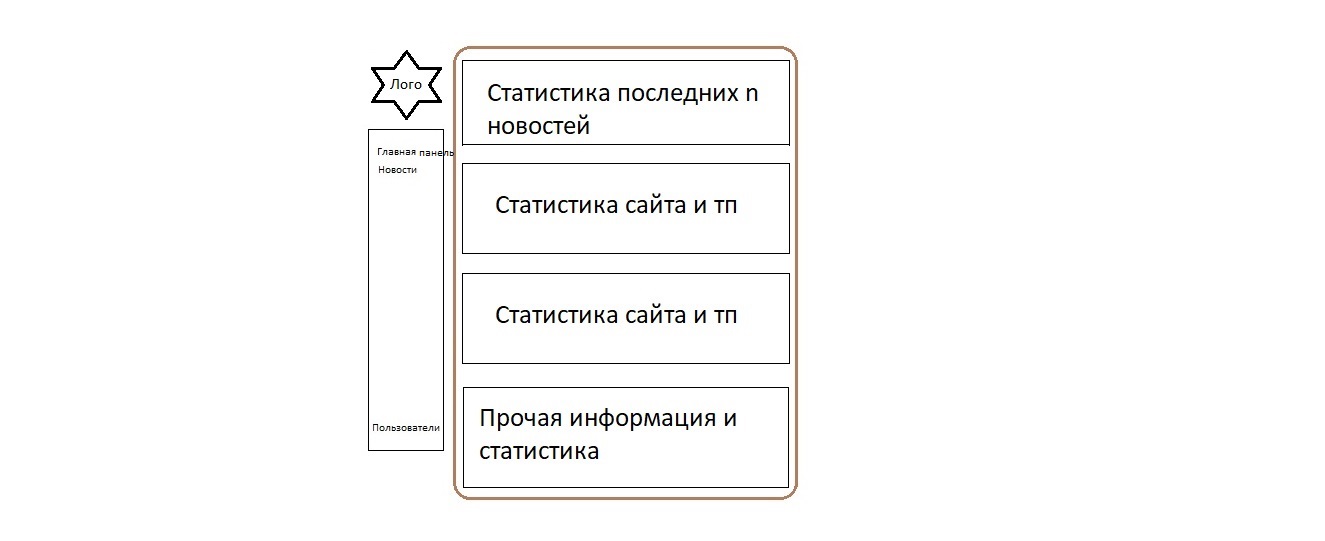 Лого
Главная панель
Новости
Пользователи
Статистика последних n
новостей
Статистика сайта и тп
Статистика сайта и тп
Прочая информация и
статистика